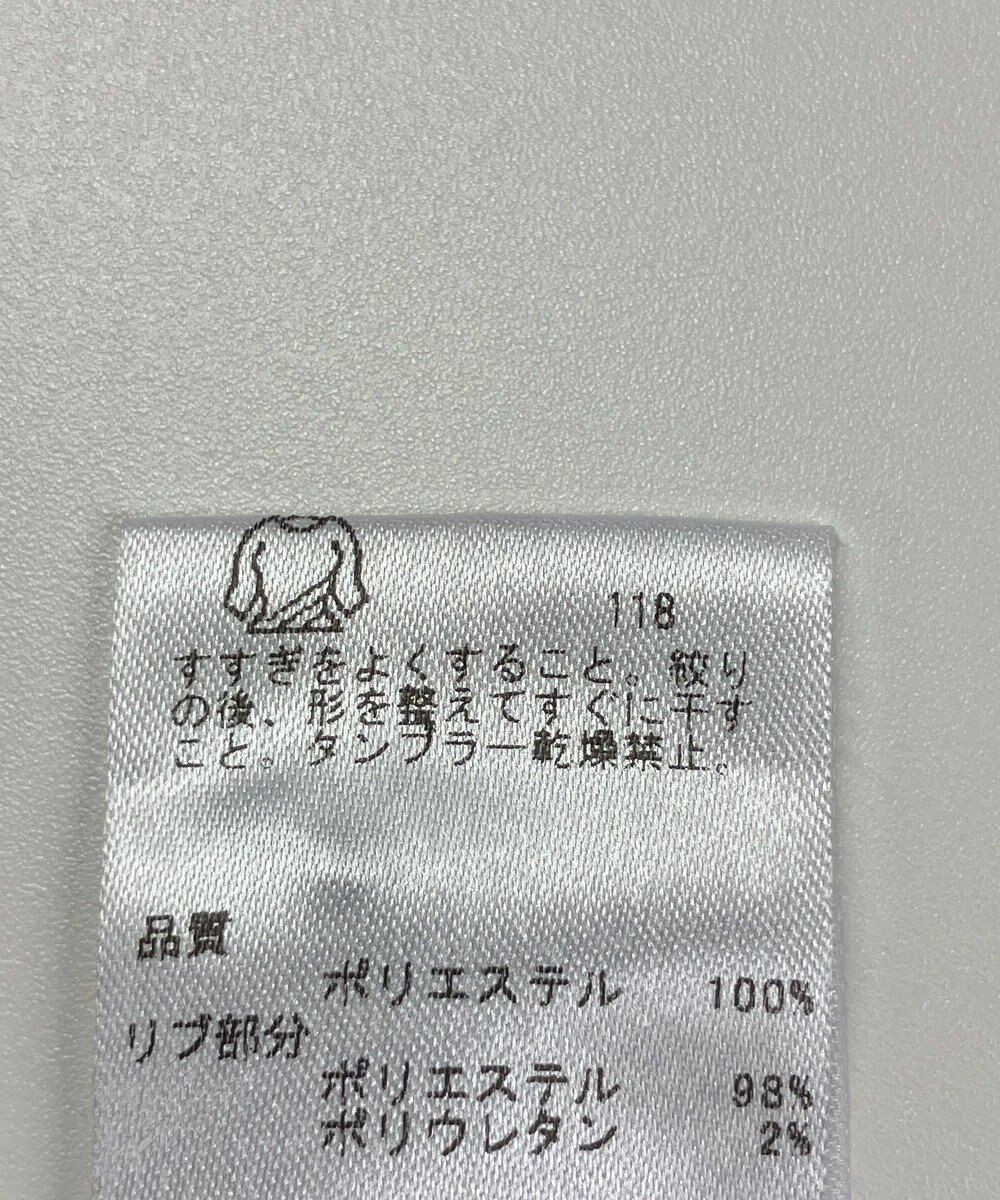 118
すすぎをよくすること。絞り
の後、形を整えてすぐに干す
こと。タンブラー乾燥禁止。
品質
ポリエステル 100%
リブ部分
ポリエステル 98%
ポリウレタン 2%